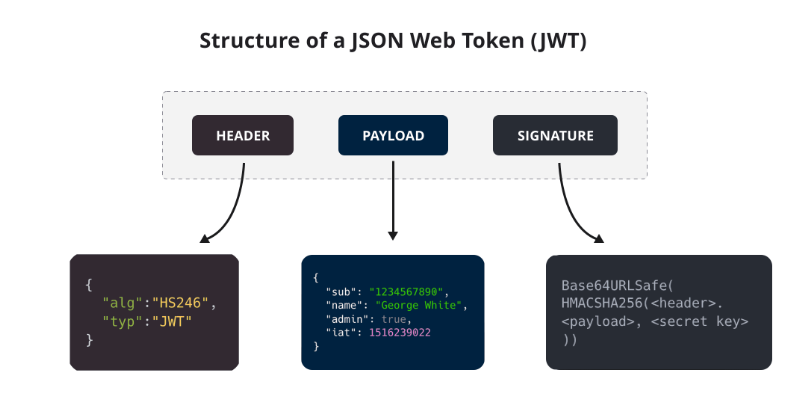 Structure of a JSON Web Token (JWT)
HEADER
PAYLOAD
SIGNATURE
{
"alg":"HS246",
"typ":"JWT"
}
{
"sub": "1234567890",
"name": "George White",
"admin": true,
"iat": 1516239022
}
Base64URLSafe(
HMACSHA256(<header>.
<payload>, <secret key>
))